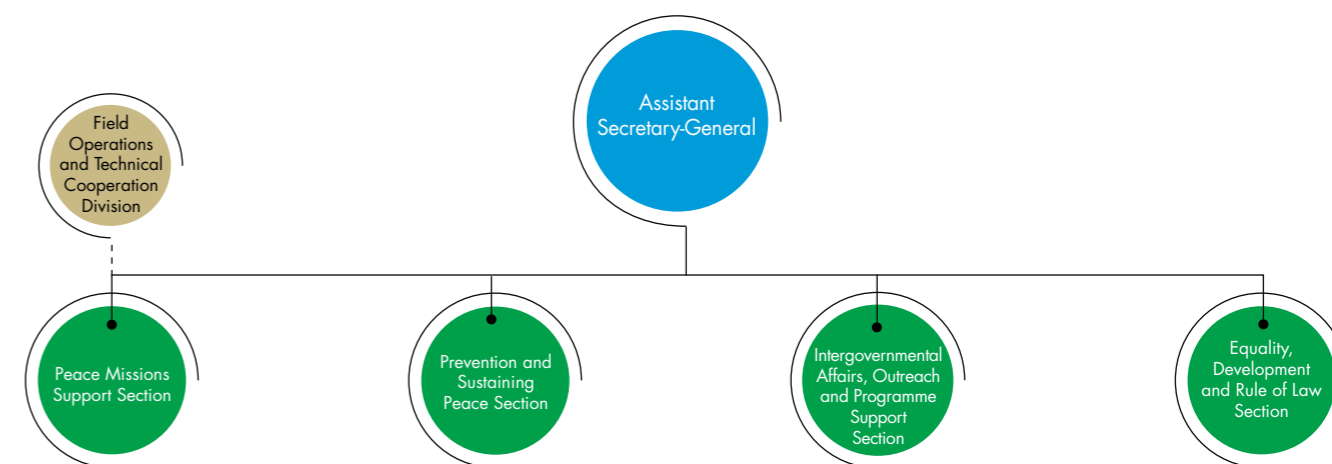 Assistant
Secretary-General
Field
Operations
and Technical
Cooperation
Division
Peace Missions
Support Section
Prevention and
Sustaining
Peace Section
Intergovernmental
Affairs, Outreach
and Programme
Support
Section
Equality,
Development
and Rule of Law
Section